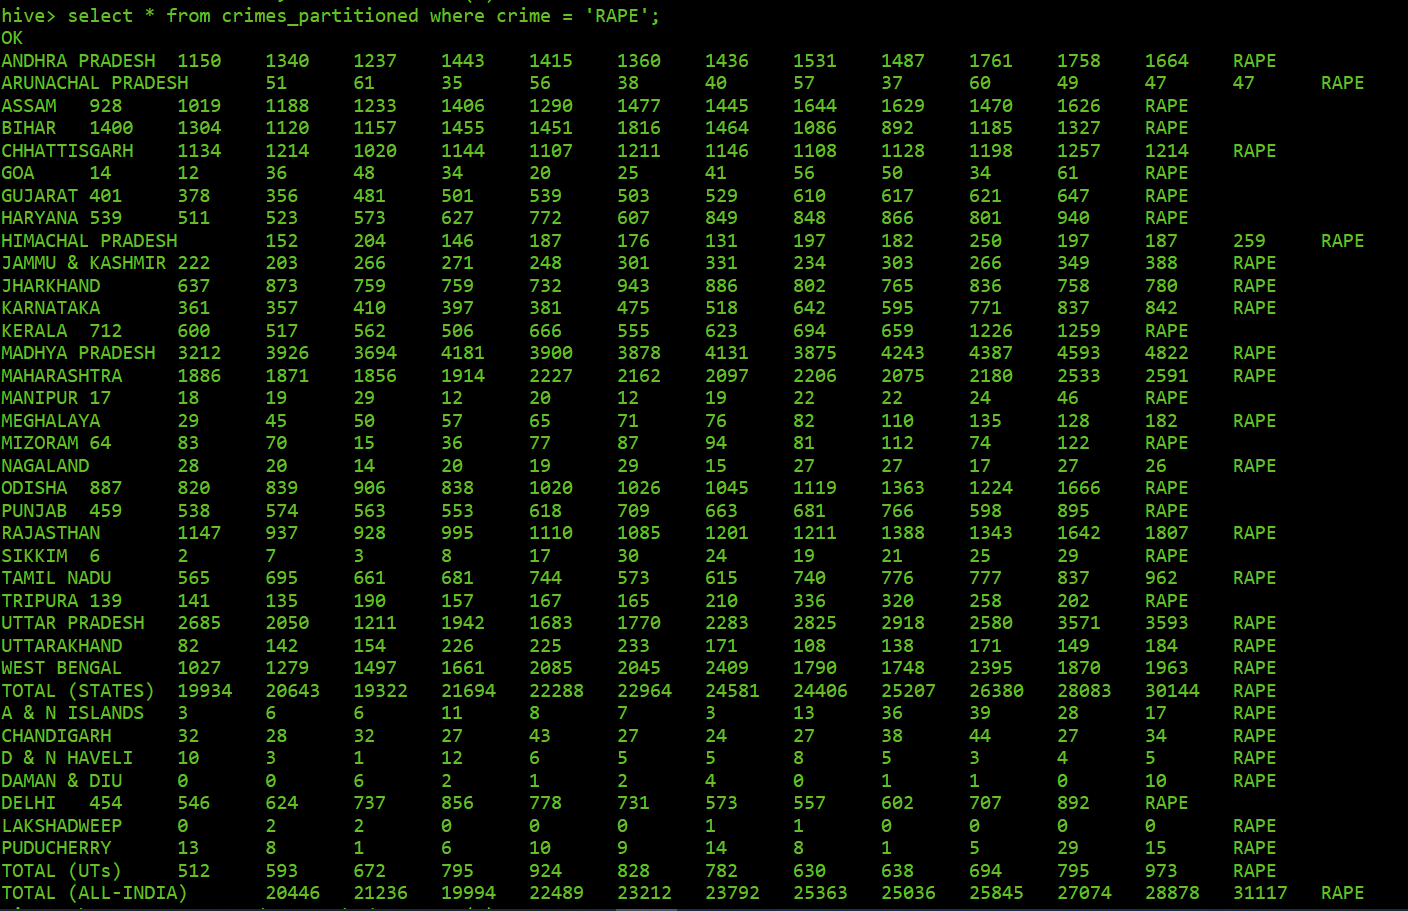 hive> select * from crimes_partitioned where crime = 'RAPE';
OK
ANDHRA PRADESH 1150 1340 1237 1443 1415 1360 1436 1531 1487 1761 1758 1664 RAPE
ARUNACHAL PRADESH 51 61 35 56 38 40 57 37 60 49 47 47 RAPE
ASSAM 928 1019 1188 1233 1406 1290 1477 1445 1644 1629 1470 1626 RAPE
BIHAR 1400 1304 1120 1157 1455 1451 1816 1464 1086 892 1185 1327 RAPE
CHHATTISGARH 1134 1214 1020 1144 1107 1211 1146 1108 1128 1198 1257 1214 RAPE
GOA 14 12 36 48 34 20 25 41 56 50 34 61 RAPE
GUJARAT 401 378 356 481 501 539 503 529 610 617 621 647 RAPE
HARYANA 539 511 523 573 627 772 607 849 848 866 801 940 RAPE
HIMACHAL PRADESH 152 204 146 187 176 131 197 182 250 197 187 259 RAPE
JAMMU & KASHMIR 222 203 266 271 248 301 331 234 303 266 349 388 RAPE
JHARKHAND 637 873 759 759 732 943 886 802 765 836 758 780 RAPE
KARNATAKA 361 357 410 397 381 475 518 642 595 771 837 842 RAPE
KERALA 712 600 517 562 506 666 555 623 694 659 1226 1259 RAPE
MADHYA PRADESH 3212 3926 3694 4181 3900 3878 4131 3875 4243 4387 4593 4822 RAPE
MAHARASHTRA 1886 1871 1856 1914 2227 2162 2097 2206 2075 2180 2533 2591 RAPE
MANIPUR 17 18 19 29 12 20 12 19 22 22 24 46 RAPE
MEGHALAYA 29 45 50 57 65 71 76 82 110 135 128 182 RAPE
MIZORAM 64 83 70 15 36 77 87 94 81 112 74 122 RAPE
NAGALAND 28 20 14 20 19 29 15 27 27 17 27 26 RAPE
ODISHA 887 820 839 906 838 1020 1026 1045 1119 1363 1224 1666 RAPE
PUNJAB 459 538 574 563 553 618 709 663 681 766 598 895 RAPE
RAJASTHAN 1147 937 928 995 1110 1085 1201 1211 1388 1343 1642 1807 RAPE
SIKKIM 6 2 7 3 8 17 30 24 19 21 25 29 RAPE
TAMIL NADU 565 695 661 681 744 573 615 740 776 777 837 962 RAPE
TRIPURA 139 141 135 190 157 167 165 210 336 320 258 202 RAPE
UTTAR PRADESH 2685 2050 1211 1942 1683 1770 2283 2825 2918 2580 3571 3593 RAPE
UTTARAKHAND 82 142 154 226 225 233 171 108 138 171 149 184 RAPE
WEST BENGAL 1027 1279 1497 1661 2085 2045 2409 1790 1748 2395 1870 1963 RAPE
TOTAL (STATES) 19934 20643 19322 21694 22288 22964 24581 24406 25207 26380 28083 30144 RAPE
A & N ISLANDS 3 6 6 11 8 7 3 13 36 39 28 17 RAPE
CHANDIGARH 32 28 32 27 43 27 24 27 38 44 27 34 RAPE
D & N HAVELI 10 3 1 12 6 5 5 8 5 3 4 5 RAPE
DAMAN & DIU 0 0 6 2 1 2 4 0 1 1 0 10 RAPE
DELHI 454 546 624 737 856 778 731 573 557 602 707 892 RAPE
LAKSHADWEEP 0 2 2 0 0 0 1 1 0 0 0 0 RAPE
PUDUCHERRY 13 8 1 6 10 9 14 8 1 5 29 15 RAPE
TOTAL (UTs) 512 593 672 795 924 828 782 630 638 694 795 973 RAPE
TOTAL (ALL-INDIA) 20446 21236 19994 22489 23212 23792 25363 25036 25845 27074 28878 31117 RAPE